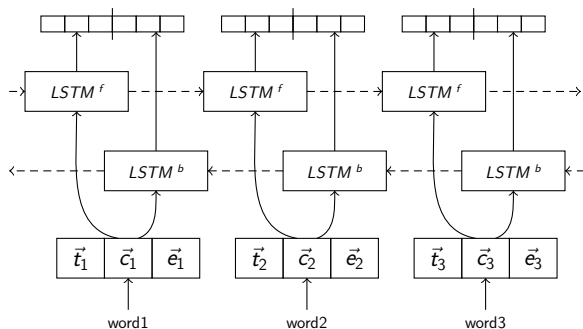 LSTM f LSTM f LSTM f
LSTM b LSTM b LSTM b
t⃗1 c⃗1 e⃗1 t⃗2 c⃗2 e⃗2 t⃗3 c⃗3 e⃗3
word1 word2 word3